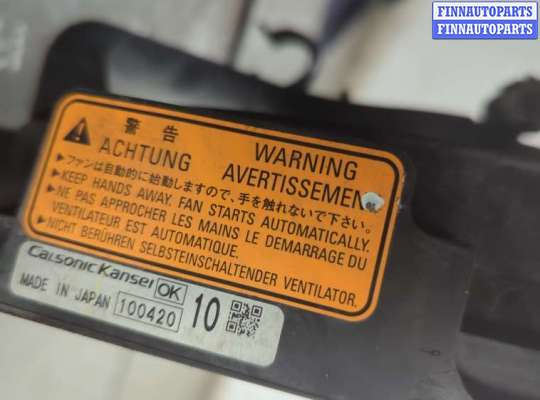 FINNAUTOPARTS
FINNAUTOPARTS
警告 WARNING
ACHTUNG AVERTISSEMEN
▶ファンは自動的に始動しますので、手を触れないで下さい。
▶KEEP HANDS AWAY. FAN STARTS AUTOMATICALLY.
▶NE PAS APPROCHER LES MAINS LE DEMARRAGE DU
VENTILATEUR EST AUTOMATIQUE.
▶NICHT BERÜHREN SELBSTEINSCHALTENDER VENTILATOR.
CALSONIC KANSEI OK
MADE IN JAPAN 100420 10